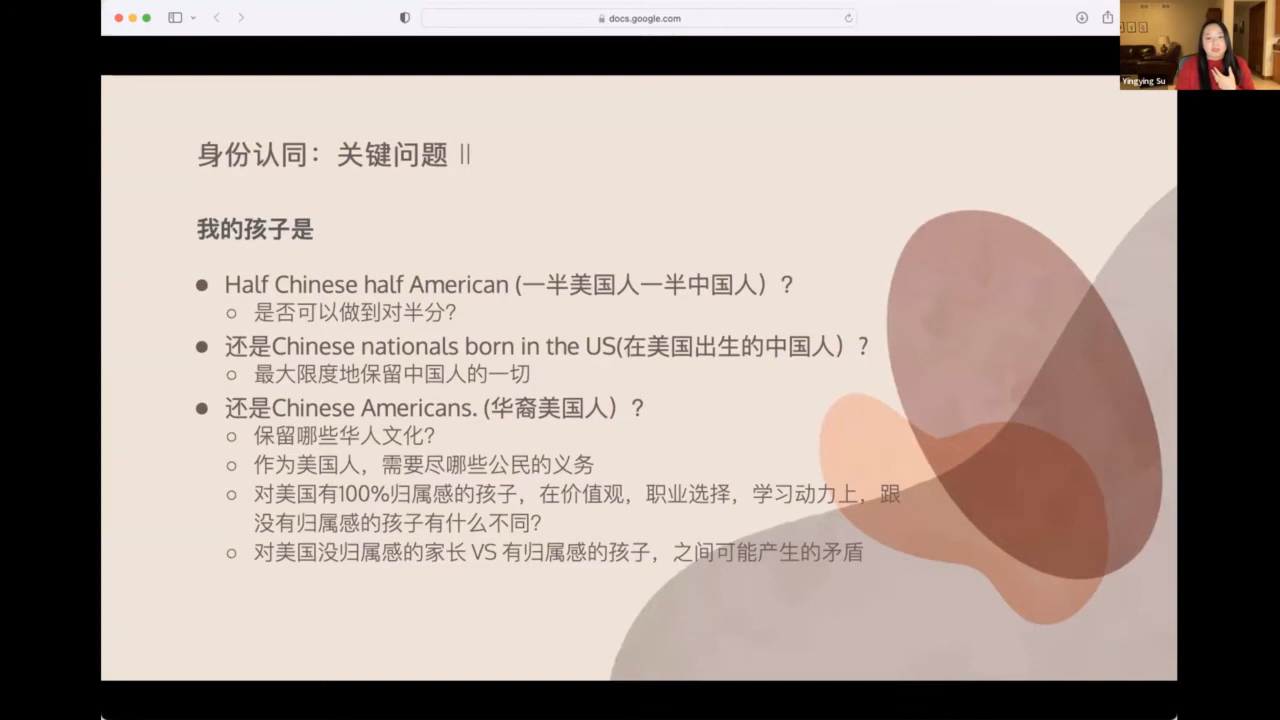 docs.google.com
Yingying Su
身份认同：关键问题 II
我的孩子是
● Half Chinese half American (一半美国人一半中国人）?
○ 是否可以做到对半分?
● 还是Chinese nationals born in the US(在美国出生的中国人）?
○ 最大限度地保留中国人的一切
● 还是Chinese Americans. (华裔美国人）?
○ 保留哪些华人文化?
○ 作为美国人，需要尽哪些公民的义务
○ 对美国有100%归属感的孩子，在价值观，职业选择，学习动力上，跟
没有归属感的孩子有什么不同?
○ 对美国没归属感的家长 VS 有归属感的孩子，之间可能产生的矛盾